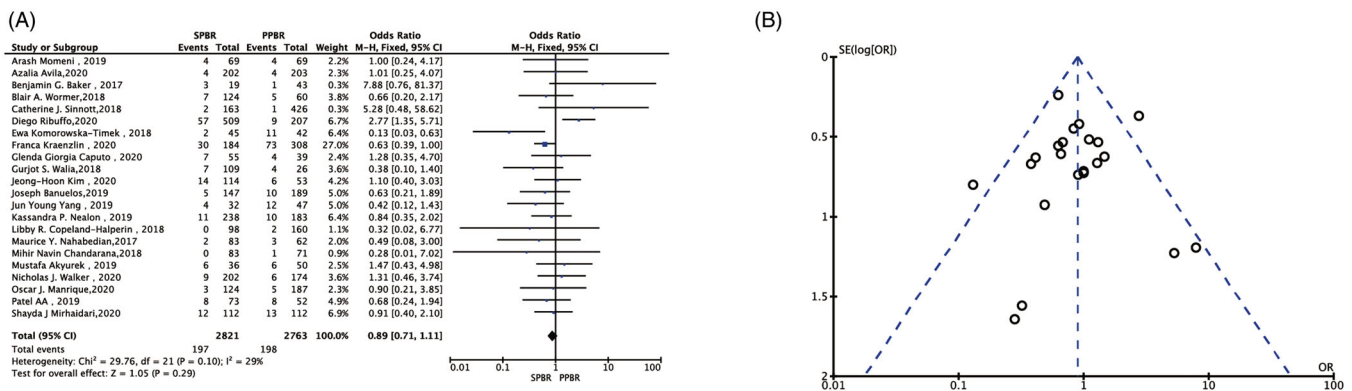 (A)
SPBR PPBR Odds Ratio Odds Ratio
Study or Subgroup Events Total Events Total Weight M-H, Fixed, 95% CI M-H, Fixed, 95% CI
Arash Momeni , 2019 4 69 4 69 2.2% 1.00 [0.24, 4.17]
Azalia Avila,2020 4 202 4 203 2.2% 1.01 [0.25, 4.07]
Benjamin G. Baker , 2017 3 19 1 43 0.3% 7.88 [0.76, 81.37]
Blair A. Wormer,2018 7 124 5 60 3.8% 0.66 [0.20, 2.17]
Catherine J. Sinnott,2018 2 163 1 426 0.3% 5.28 [0.48, 58.62]
Diego Ribuffo,2020 57 509 9 207 6.7% 2.77 [1.35, 5.71]
Ewa Komorowska-Timek , 2018 2 45 11 42 6.3% 0.13 [0.03, 0.63]
Franca Kraenzlin , 2020 30 184 73 308 27.0% 0.63 [0.39, 1.00]
Glenda Giorgia Caputo , 2020 7 55 4 39 2.4% 1.28 [0.35, 4.70]
Gurjot S. Walia,2018 7 109 4 26 3.5% 0.38 [0.10, 1.40]
Jeong-Hoon Kim , 2020 14 114 6 53 4.2% 1.10 [0.40, 3.03]
Joseph Banuelos,2019 5 147 10 189 4.9% 0.63 [0.21, 1.89]
Jun Young Yang , 2019 4 32 12 47 5.0% 0.42 [0.12, 1.43]
Kassandra P. Nealon , 2019 11 238 10 183 6.2% 0.84 [0.35, 2.02]
Libby R. Copeland-Halperin , 2018 0 98 2 160 1.1% 0.32 [0.02, 6.77]
Maurice Y. Nahabedian,2017 2 83 3 62 2.0% 0.49 [0.08, 3.00]
Mihir Navin Chandarana,2018 0 83 1 71 0.9% 0.28 [0.01, 7.02]
Mustafa Akyurek , 2019 6 36 6 50 2.5% 1.47 [0.43, 4.98]
Nicholas J. Walker , 2020 9 202 6 174 3.5% 1.31 [0.46, 3.74]
Oscar J. Manrique,2020 3 124 5 187 2.3% 0.90 [0.21, 3.85]
Patel AA , 2019 8 73 8 52 4.8% 0.68 [0.24, 1.94]
Shayda J Mirhaidari,2020 12 112 13 112 6.9% 0.91 [0.40, 2.10]
Total (95% CI) 2821 2763 100.0% 0.89 [0.71, 1.11]
Total events 197 198
Heterogeneity: Chi² = 29.76, df = 21 (P = 0.10); I² = 29%
Test for overall effect: Z = 1.05 (P = 0.29)
0.01 0.1 1 10 100
SPBR PPBR
(B)
SE(log[OR])
0
0.5
1
1.5
2
0.01 0.1 1 10 100
OR